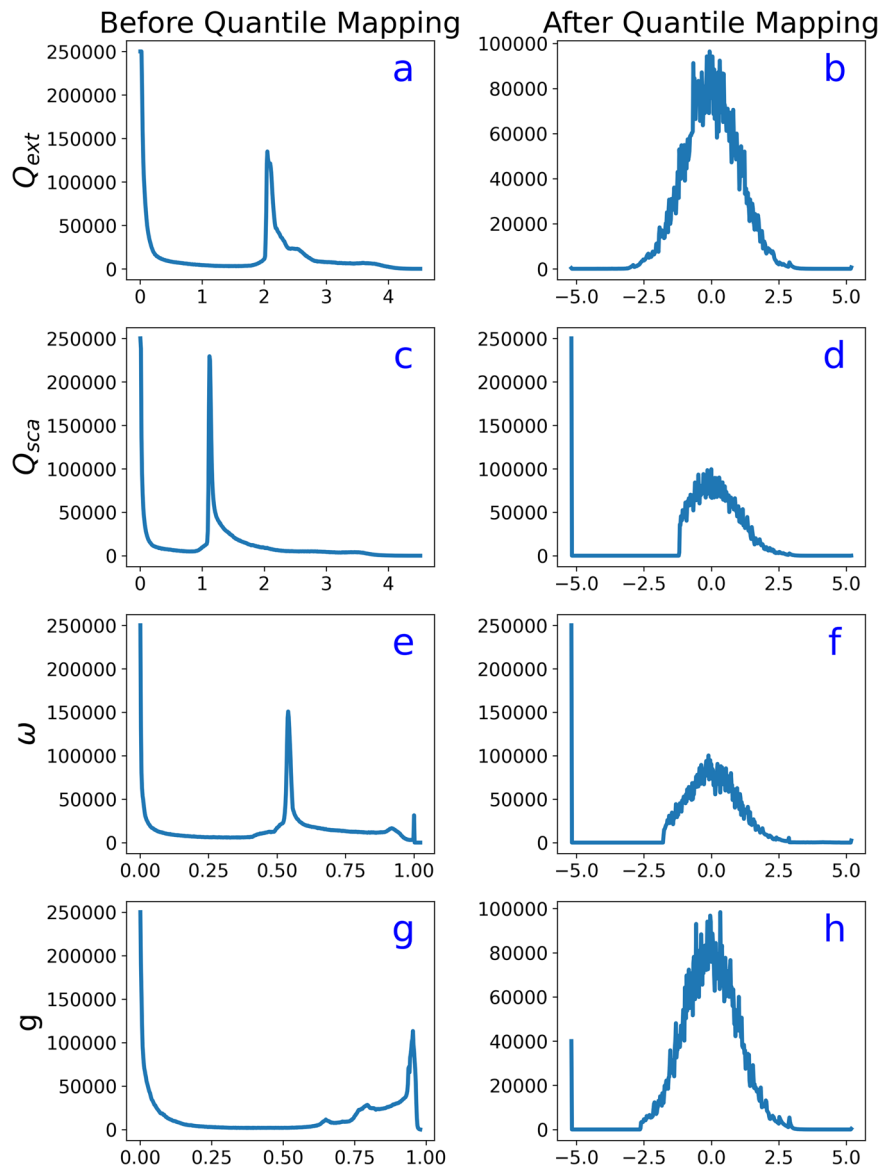 Before Quantile Mapping After Quantile Mapping
250000 a 100000 b
200000 80000
150000 60000
Q_ext
100000 40000
50000 20000
0 0
0 1 2 3 4 −5.0 −2.5 0.0 2.5 5.0
250000 c 250000 d
200000 200000
150000 150000
Q_sca
100000 100000
50000 50000
0 0
0 1 2 3 4 −5.0 −2.5 0.0 2.5 5.0
250000 e 250000 f
200000 200000
150000 150000
ω
100000 100000
50000 50000
0 0
0.00 0.25 0.50 0.75 1.00 −5.0 −2.5 0.0 2.5 5.0
250000 g 100000 h
200000 80000
150000 60000
g
100000 40000
50000 20000
0 0
0.00 0.25 0.50 0.75 1.00 −5.0 −2.5 0.0 2.5 5.0